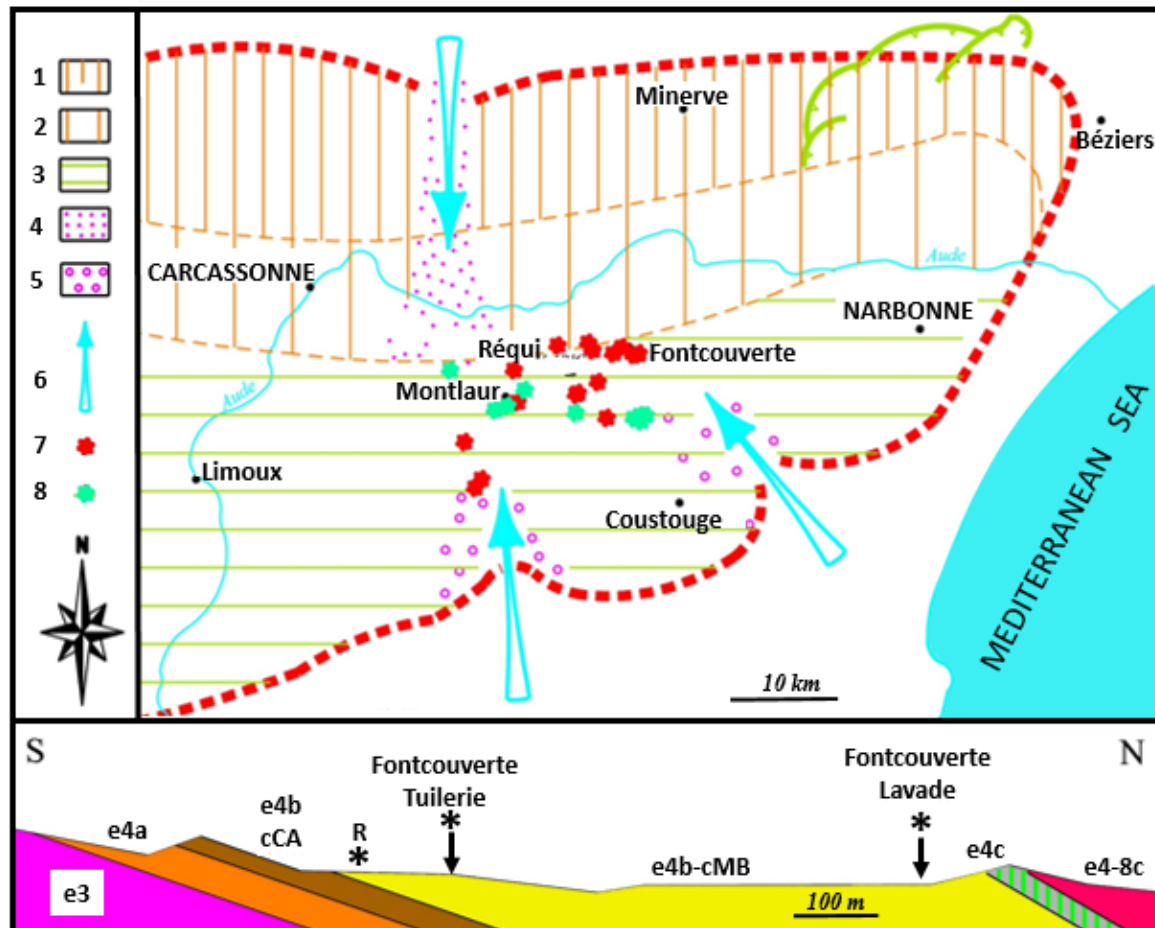 1
2
3
4
5
6
7
8
N
Minerve
Béziers
CARCASSONNE
Aude
NARBONNE
Réqui
Fontcouverte
Montlaur
Aude
Limoux
Coustouge
MEDITERRANEAN SEA
10 km
S
N
Fontcouverte
Tuilerie
*
Fontcouverte
Lavade
*
e4a
e4b
cCA
R
*
e4b-cMB
e4c
e4-8c
e3
100 m